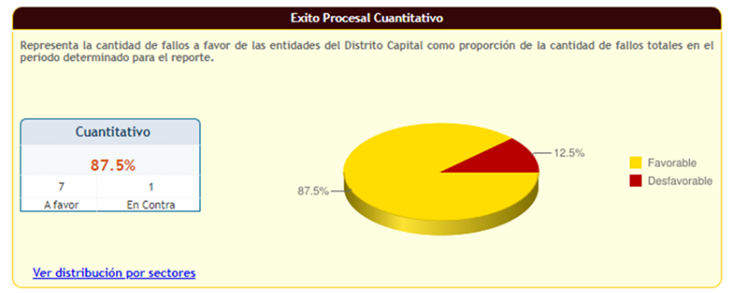 Exito Procesal Cuantitativo
Representa la cantidad de fallos a favor de las entidades del Distrito Capital como proporción de la cantidad de fallos totales en el
periodo determinado para el reporte.
Cuantitativo
87.5%
7 1
A favor En Contra
12.5%
87.5%
Favorable
Desfavorable
Ver distribución por sectores